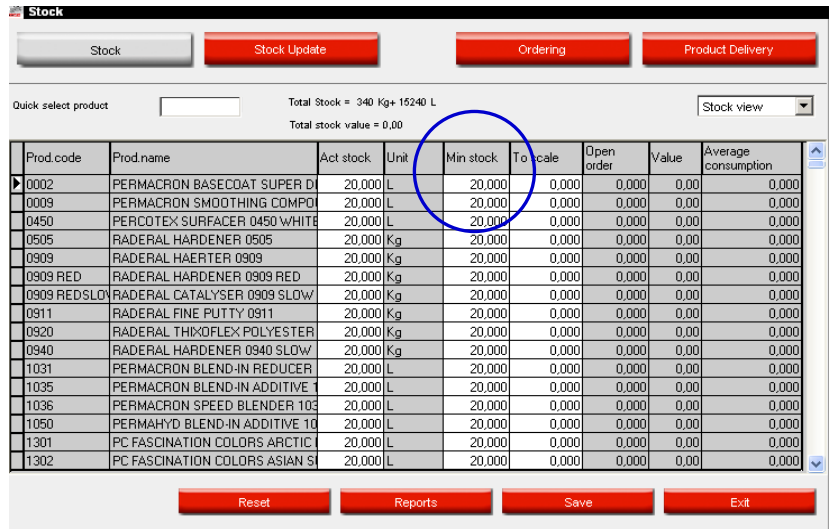 Stock
Stock Stock Update Ordering Product Delivery
Quick select product Total Stock = 340 Kg+ 15240 L Stock view
Total stock value = 0,00
Prod.code Prod.name Act stock Unit Min stock To scale Open order Value Average consumption
0002 PERMACRON BASECOAT SUPER 20,000 L 20,000 0,000 0,000 0,00 0,000
0009 PERMACRON SMOOTHING 20,000 L 20,000 0,000 0,000 0,00 0,000
0450 PERCOTEX SURFACER 0450 WHITE 20,000 L 20,000 0,000 0,000 0,00 0,000
0505 RADERAL HARDENER 0505 20,000 Kg 20,000 0,000 0,000 0,00 0,000
0909 RADERAL HAERTER 0909 20,000 Kg 20,000 0,000 0,000 0,00 0,000
0909 RED RADERAL HARDENER 0909 RED 20,000 Kg 20,000 0,000 0,000 0,00 0,000
0909 RADERAL CATALYSER 0909 SLOW 20,000 Kg 20,000 0,000 0,000 0,00 0,000
0911 RADERAL FINE PUTTY 0911 20,000 Kg 20,000 0,000 0,000 0,00 0,000
0920 RADERAL THIXOFLEX POLYESTER 20,000 Kg 20,000 0,000 0,000 0,00 0,000
0940 RADERAL HARDENER 0940 SLOW 20,000 Kg 20,000 0,000 0,000 0,00 0,000
1031 PERMACRON BLEND-IN REDUCER 20,000 L 20,000 0,000 0,000 0,00 0,000
1035 PERMACRON BLEND-IN ADDITIVE 20,000 L 20,000 0,000 0,000 0,00 0,000
1036 PERMACRON SPEED BLENDER 103 20,000 L 20,000 0,000 0,000 0,00 0,000
1050 PERMAHYD BLEND-IN ADDITIVE 10 20,000 L 20,000 0,000 0,000 0,00 0,000
1301 PC FASCINATION COLORS ARCTIC 20,000 L 20,000 0,000 0,000 0,00 0,000
1302 PC FASCINATION COLORS ASIAN 20,000 L 20,000 0,000 0,000 0,00 0,000
Reset Reports Save Exit